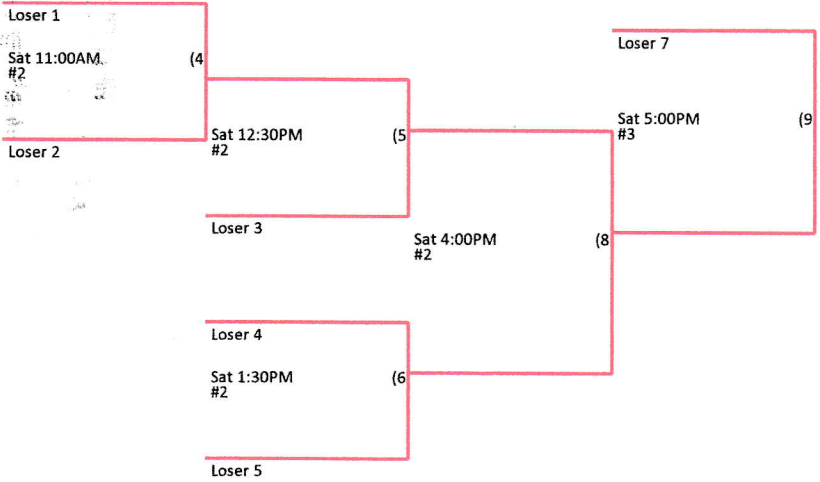 Loser 1
Sat 11:00AM
#2
(4
Loser 2
Sat 12:30PM
#2
(5
Loser 3
Loser 4
Sat 1:30PM
#2
(6
Loser 5
Sat 4:00PM
#2
(8
Loser 7
Sat 5:00PM
#3
(9